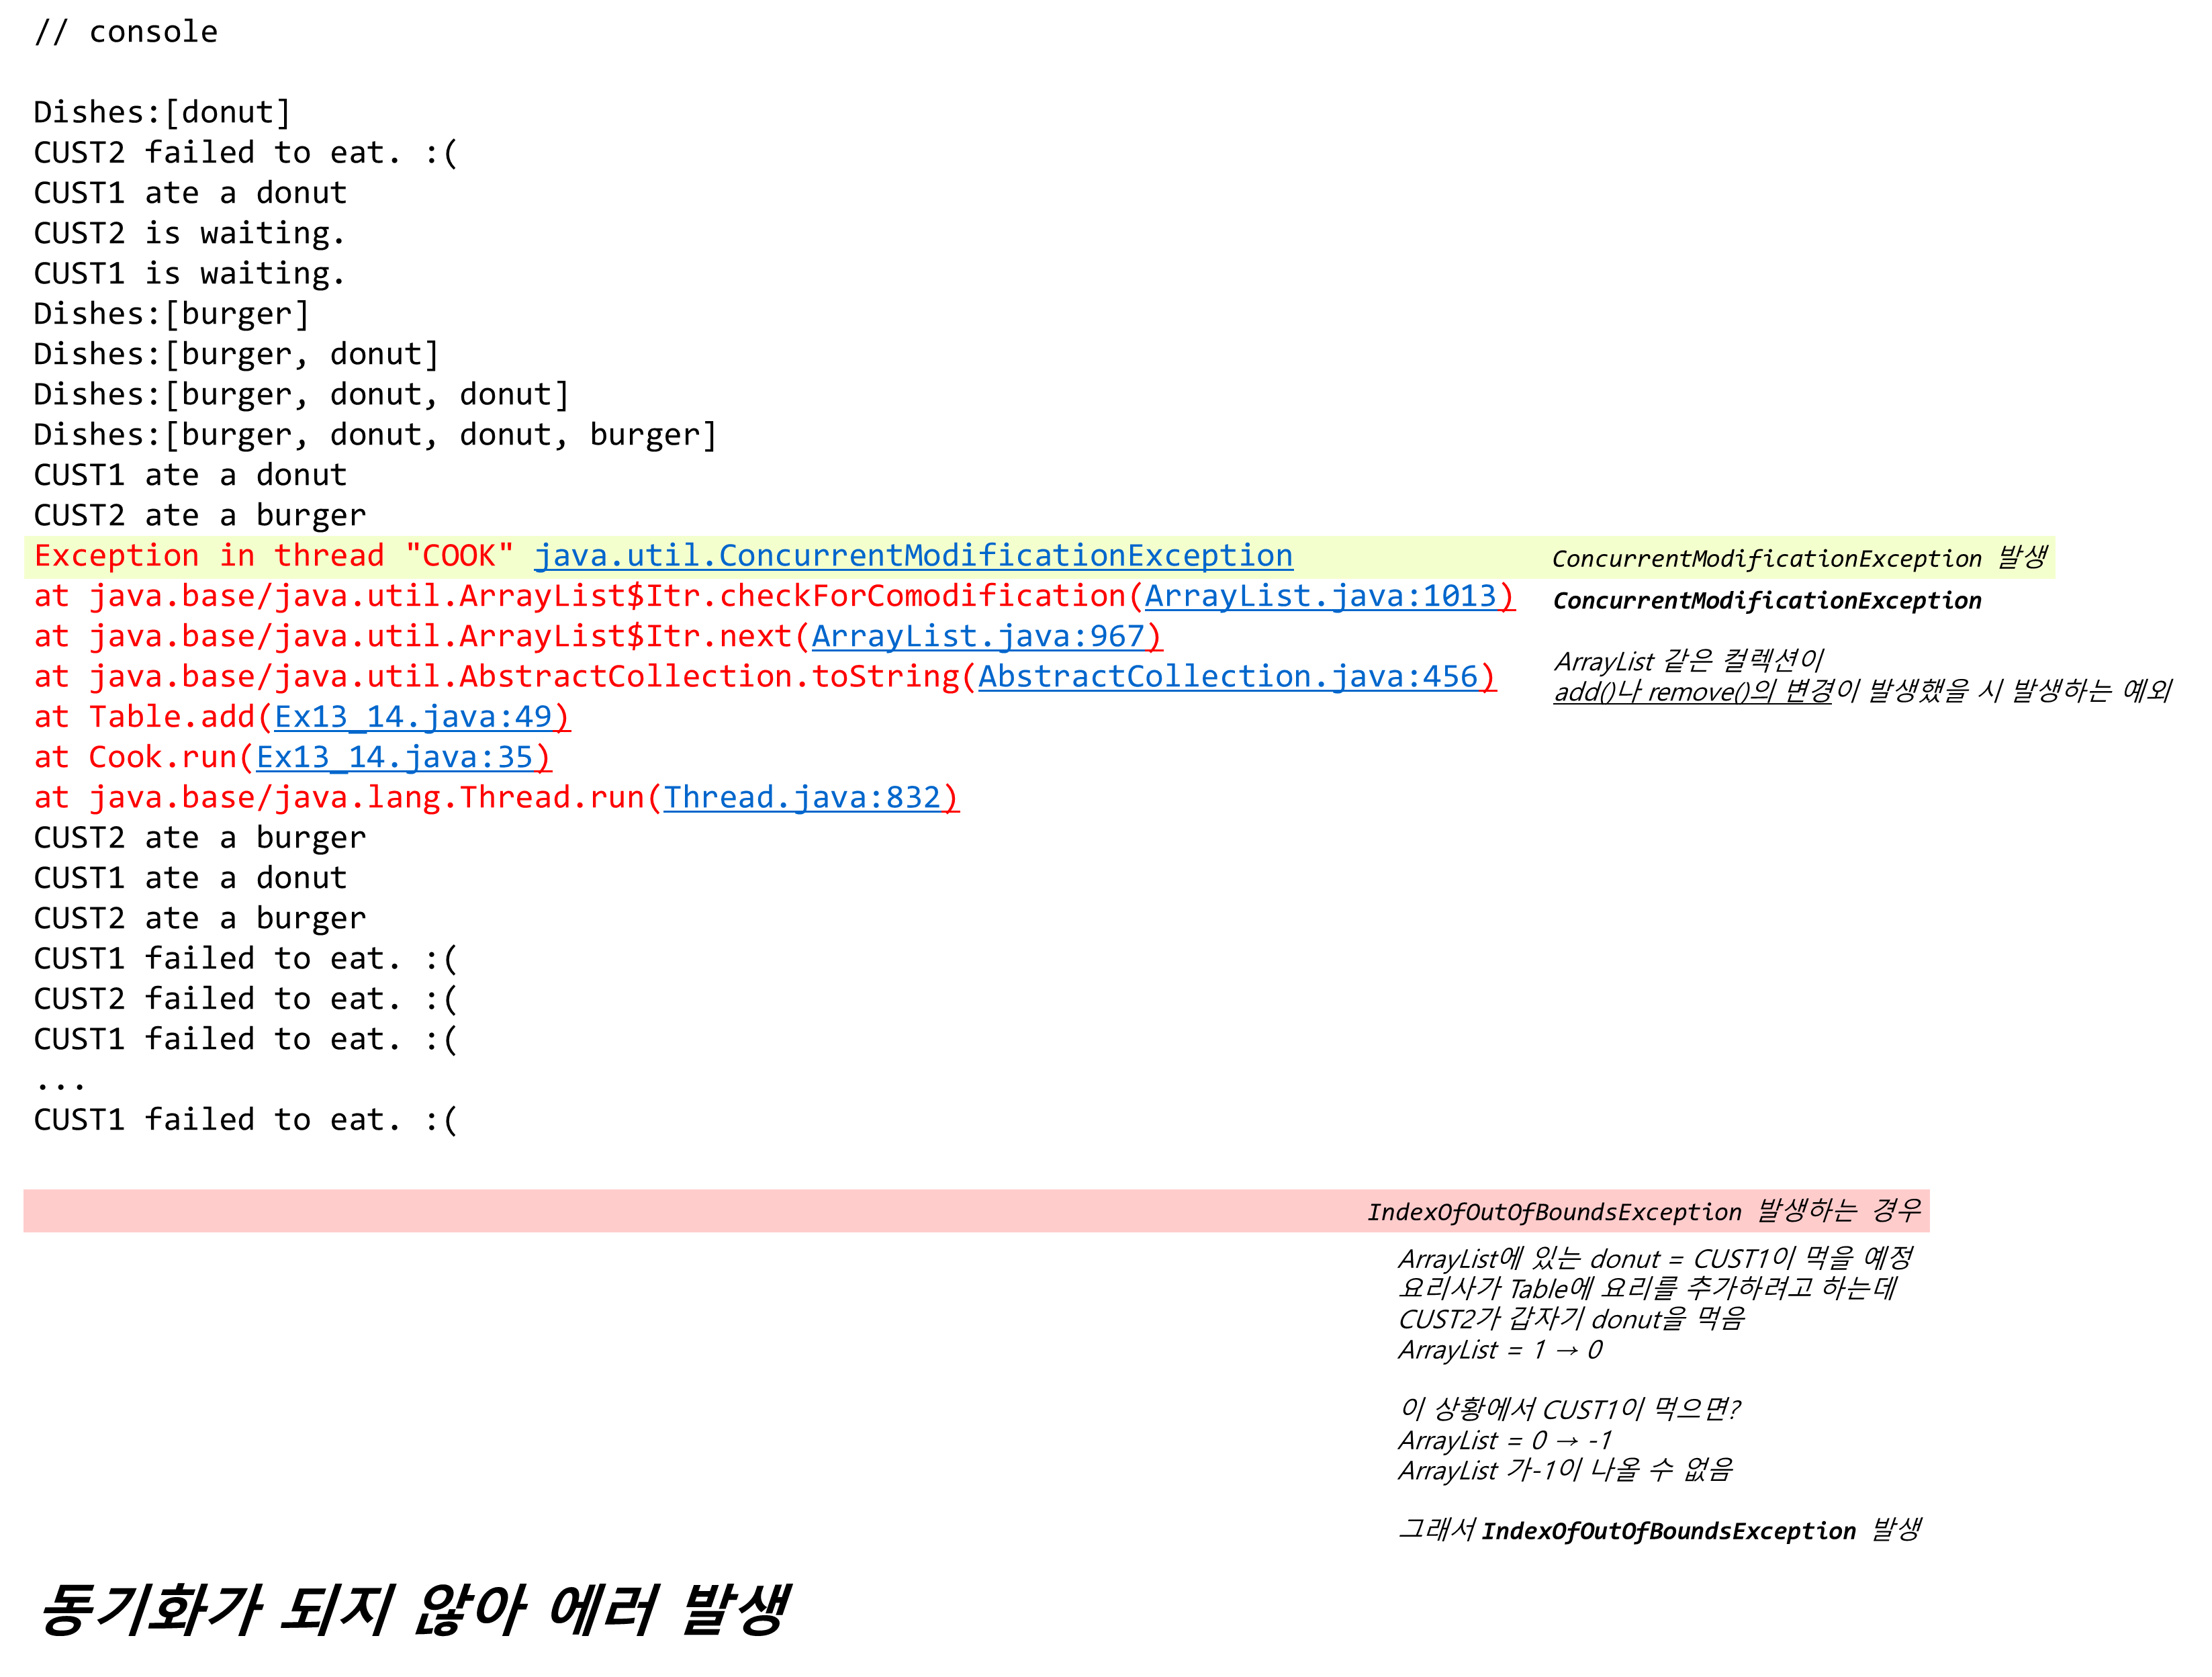 // console
Dishes:[donut]
CUST2 failed to eat. :(
CUST1 ate a donut
CUST2 is waiting.
CUST1 is waiting.
Dishes:[burger]
Dishes:[burger, donut]
Dishes:[burger, donut, donut]
Dishes:[burger, donut, donut, burger]
CUST1 ate a donut
CUST2 ate a burger
Exception in thread "COOK" java.util.ConcurrentModificationException
ConcurrentModificationException 발생
at java.base/java.util.ArrayList$Itr.checkForComodification(ArrayList.java:1013)
ConcurrentModificationException
at java.base/java.util.ArrayList$Itr.next(ArrayList.java:967)
ArrayList 같은 컬렉션이
at java.base/java.util.AbstractCollection.toString(AbstractCollection.java:456)
add()나 remove()의 변경이 발생했을 시 발생하는 예외
at Table.add(Ex13_14.java:49)
at Cook.run(Ex13_14.java:35)
at java.base/java.lang.Thread.run(Thread.java:832)
CUST2 ate a burger
CUST1 ate a donut
CUST2 ate a burger
CUST1 failed to eat. :(
CUST2 failed to eat. :(
CUST1 failed to eat. :(
...
CUST1 failed to eat. :(
IndexOfOutOfBoundsException 발생하는 경우
ArrayList에 있는 donut = CUST1이 먹을 예정
요리사가 Table에 요리를 추가하려고 하는데
CUST2가 갑자기 donut을 먹음
ArrayList = 1 → 0
이 상황에서 CUST1이 먹으면?
ArrayList = 0 → -1
ArrayList 가-1이 나올 수 없음
그래서 IndexOfOutOfBoundsException 발생
동기화가 되지 않아 에러 발생